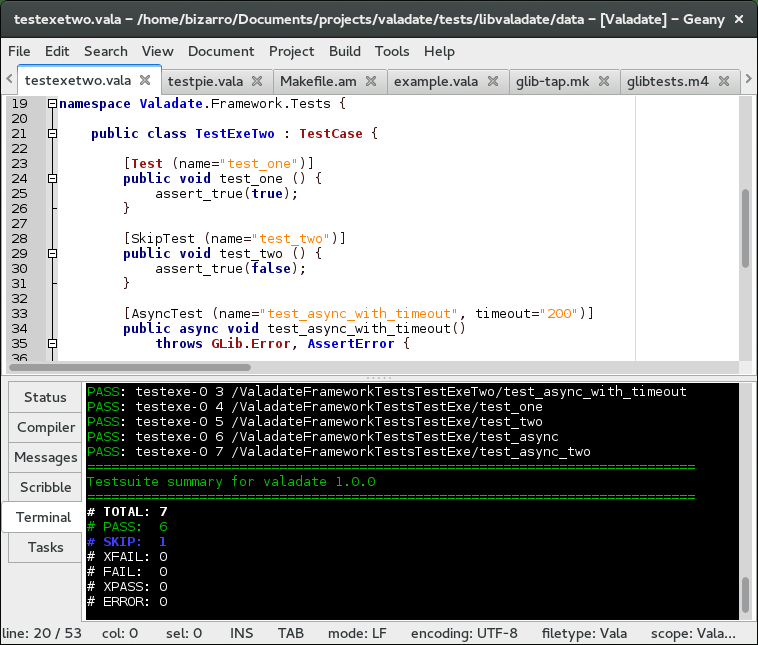 testexetwo.vala – /home/bizarro/Documents/projects/valadate/tests/libvaladate/data – [Valadate] – Geany ×
File Edit Search View Document Project Build Tools Help
testexetwo.vala testpie.vala Makefile.am example.vala glib-tap.mk glibtests.m4
19 namespace Valadate.Framework.Tests {
20
21 public class TestExeTwo : TestCase {
22
23 [Test (name="test_one")]
24 public void test_one () {
25 assert_true(true);
26 }
27
28 [SkipTest (name="test_two")]
29 public void test_two () {
30 assert_true(false);
31 }
32
33 [AsyncTest (name="test_async_with_timeout", timeout="200")]
34 public async void test_async_with_timeout()
35 throws GLib.Error, AssertError {
36
Status
Compiler
Messages
Scribble
Terminal
Tasks
PASS: testexe-0 3 /ValadateFrameworkTestsTestExeTwo/test_async_with_timeout
PASS: testexe-0 4 /ValadateFrameworkTestsTestExe/test_one
PASS: testexe-0 5 /ValadateFrameworkTestsTestExe/test_two
PASS: testexe-0 6 /ValadateFrameworkTestsTestExe/test_async
PASS: testexe-0 7 /ValadateFrameworkTestsTestExe/test_async_two
============================================================================
Testsuite summary for valadate 1.0.0
============================================================================
# TOTAL: 7
# PASS: 6
# SKIP: 1
# XFAIL: 0
# FAIL: 0
# XPASS: 0
# ERROR: 0
line: 20 / 53 col: 0 sel: 0 INS TAB mode: LF encoding: UTF-8 filetype: Vala scope: Vala...